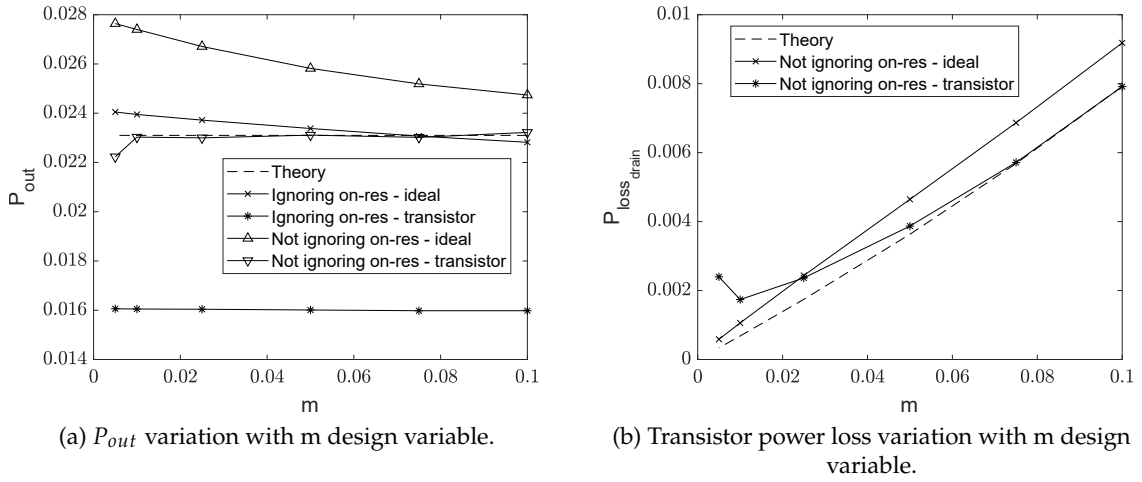 0.028
0.026
0.024
0.022
0.02
0.018
0.016
0.014
P_out
Theory
Ignoring on-res - ideal
Ignoring on-res - transistor
Not ignoring on-res - ideal
Not ignoring on-res - transistor
0 0.02 0.04 0.06 0.08 0.1
m
(a) P_out variation with m design variable.
0.01
0.008
0.006
0.004
0.002
0
P_loss_drain
Theory
Not ignoring on-res - ideal
Not ignoring on-res - transistor
0 0.02 0.04 0.06 0.08 0.1
m
(b) Transistor power loss variation with m design
variable.